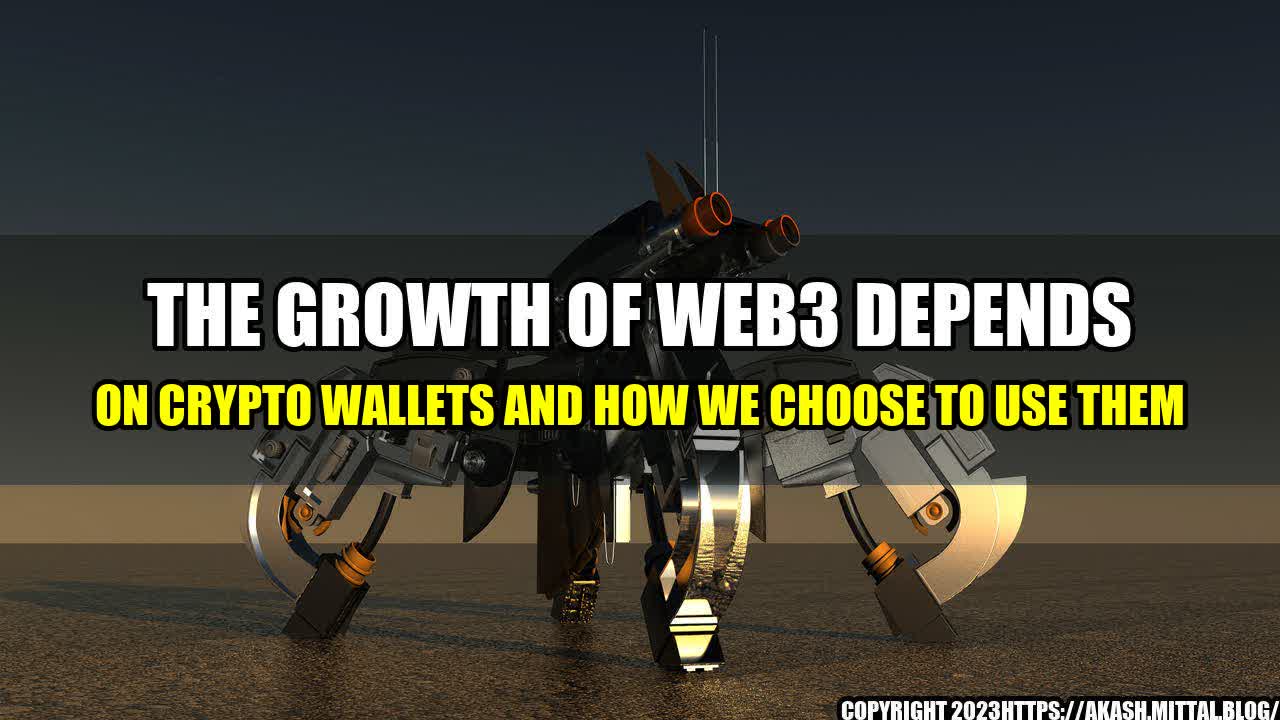 THE GROWTH OF WEB3 DEPENDS
ON CRYPTO WALLETS AND HOW WE CHOOSE TO USE THEM
COPYRIGHT 2023HTTPS://AKASH.MITTAL.BLOG/